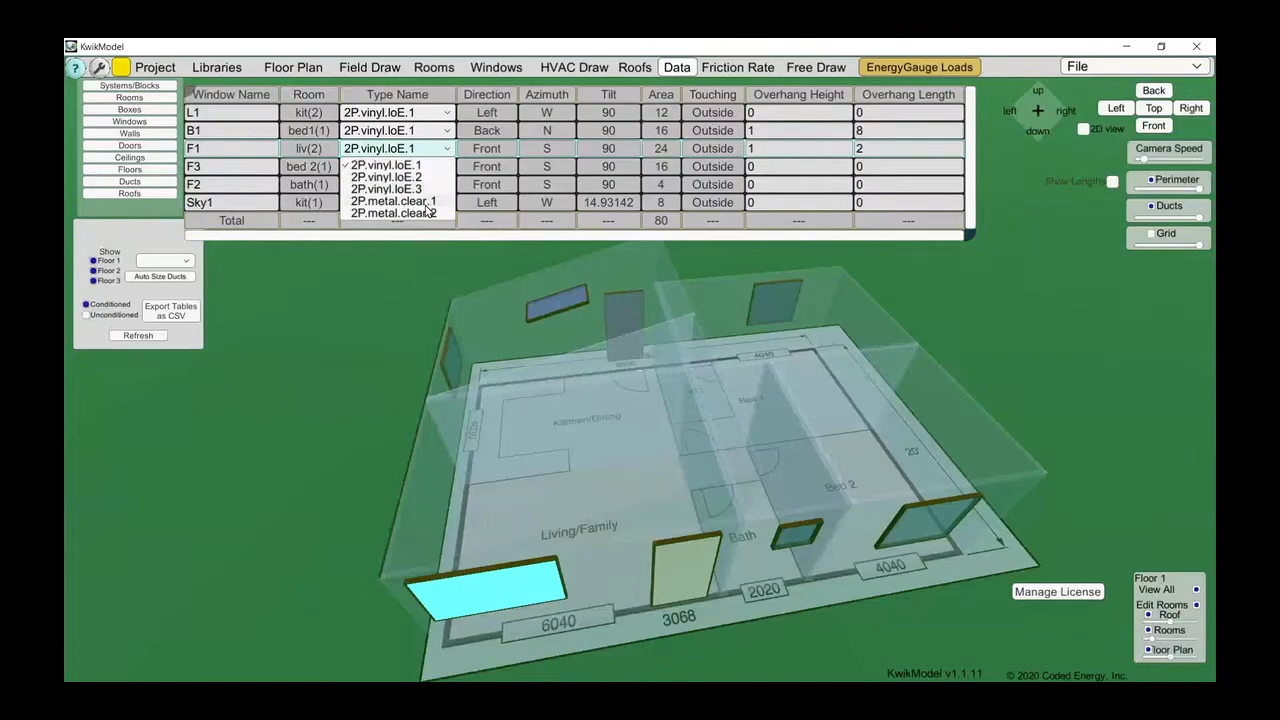 KwikModel
? Project Libraries Floor Plan Field Draw Rooms Windows HVAC Draw Roofs Data Friction Rate Free Draw EnergyGauge Loads File
Systems/Blocks
Rooms
Boxes
Windows
Walls
Doors
Ceilings
Floors
Ducts
Roofs
Window Name Room Type Name Direction Azimuth Tilt Area Touching Overhang Height Overhang Length
L1 kit(2) 2P.vinyl.loE.1 Left W 90 12 Outside 0 0
B1 bed1(1) 2P.vinyl.loE.1 Back N 90 16 Outside 1 8
F1 liv(2) 2P.vinyl.loE.1 Front S 90 24 Outside 1 2
F3 bed 2(1) Front S 90 16 Outside 0 0
F2 bath(1) Front S 90 4 Outside 0 0
Sky1 kit(1) Left W 14.93142 8 Outside 0 0
Total --- --- --- --- --- 80 --- --- ---
2P.vinyl.loE.1
2P.vinyl.loE.2
2P.vinyl.loE.3
2P.metal.clear.1
2P.metal.clear.2
up
left right
down
Back
Left Top Right
Front
2D view
Camera Speed
Show Lengths
Perimeter
Ducts
Grid
Show
Floor 1
Floor 2
Floor 3
Auto Size Ducts
Conditioned
Unconditioned
Export Tables
as CSV
Refresh
4040
Kitchen/Dining
Bed 1
20'
Bed 2
Living/Family
Bath
4040
2020
3068
6040
Manage License
Floor 1
View All
Edit Rooms
Roof
Rooms
Floor Plan
KwikModel v1.1.11
© 2020 Coded Energy, Inc.